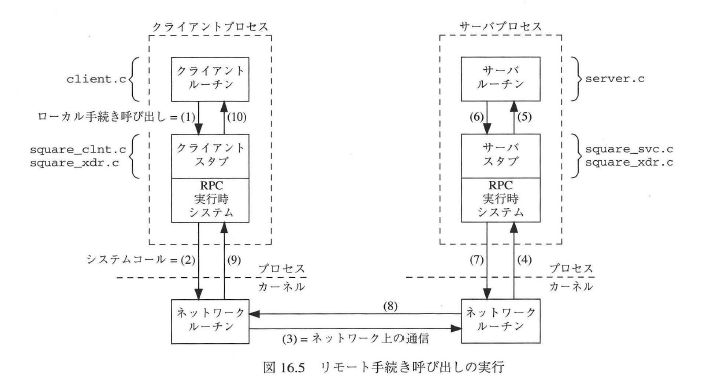 クライアントプロセス
サーバプロセス
client.c
クライアント
ルーチン
サーバ
ルーチン
server.c
ローカル手続き呼び出し = (1)
(10)
(6)
(5)
square_clnt.c
square_xdr.c
クライアント
スタブ
サーバ
スタブ
square_svc.c
square_xdr.c
RPC
実行時
システム
RPC
実行時
システム
システムコール = (2)
(9)
(7)
(4)
プロセス
カーネル
プロセス
カーネル
ネットワーク
ルーチン
(8)
(3) = ネットワーク上の通信
ネットワーク
ルーチン
図 16.5 リモート手続き呼び出しの実行